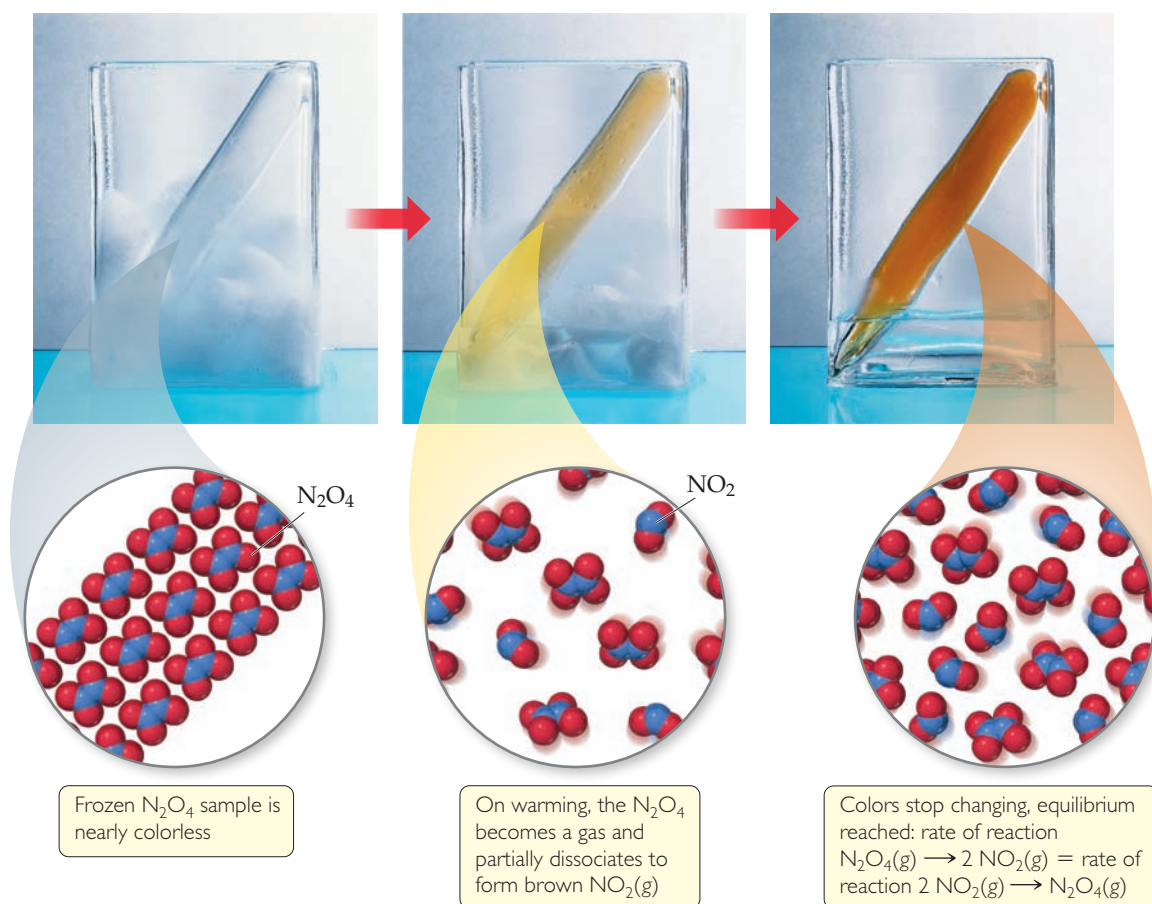 N₂O₄
NO₂
Frozen N₂O₄ sample is
nearly colorless
On warming, the N₂O₄
becomes a gas and
partially dissociates to
form brown NO₂(g)
Colors stop changing, equilibrium
reached: rate of reaction
N₂O₄(g) ⟶ 2 NO₂(g) = rate of
reaction 2 NO₂(g) ⟶ N₂O₄(g)